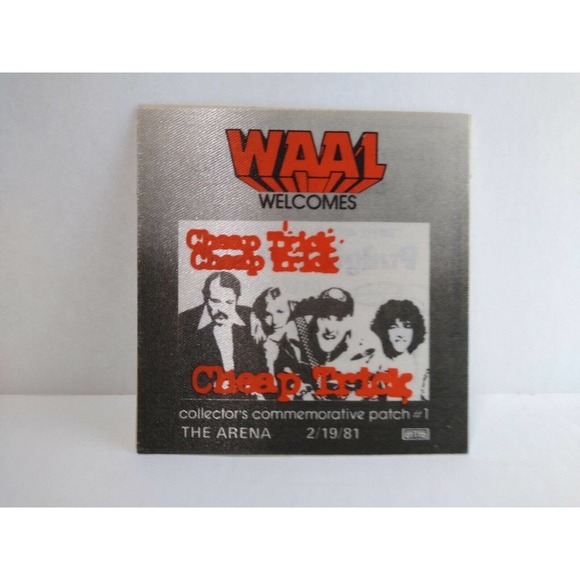 WAAL
WELCOMES
Cheap Trick
Cheap Trick
Cheap Trick
collector's commemorative patch #1
THE ARENA 2/19/81